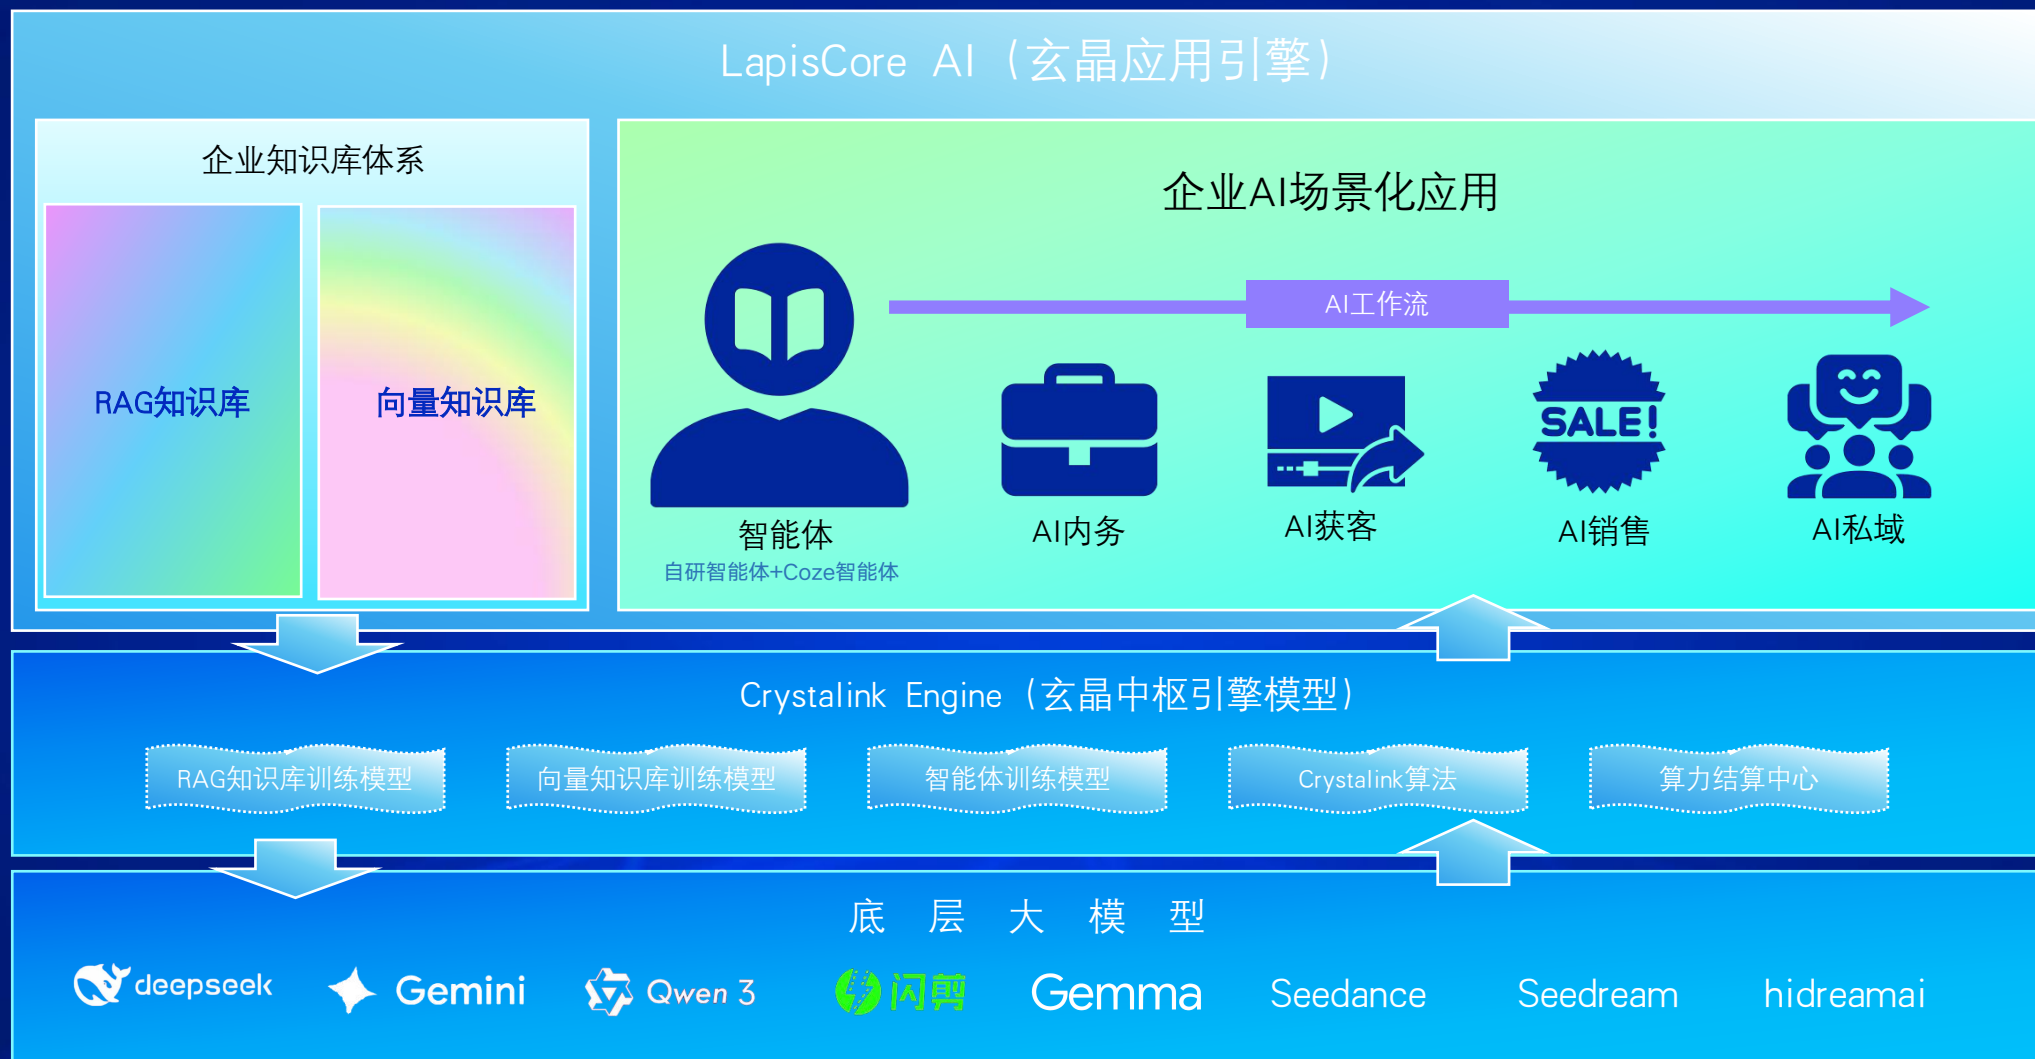 LapisCore AI（玄晶应用引擎）
企业知识库体系
RAG知识库
向量知识库
企业AI场景化应用
AI工作流
SALE!
智能体
自研智能体+Coze智能体
AI内务
AI获客
AI销售
AI私域
Crystalink Engine（玄晶中枢引擎模型）
RAG知识库训练模型
向量知识库训练模型
智能体训练模型
Crystalink算法
算力结算中心
底 层 大 模 型
deepseek
Gemini
Qwen 3
闪剪
Gemma
Seedance
Seedream
hidreamai